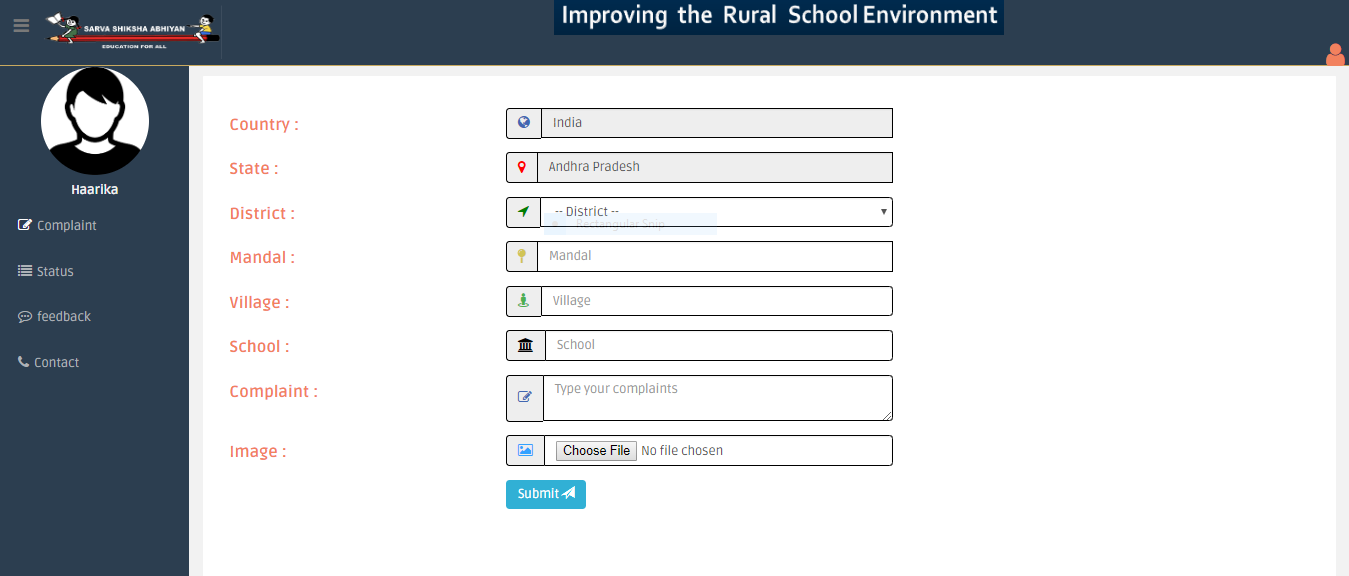 Improving the Rural School Environment
SARVA SHIKSHA ABHIYAN
EDUCATION FOR ALL
Haarika
Complaint
Status
feedback
Contact
Country :
India
State :
Andhra Pradesh
District :
-- District --
Rectangular Snip
Mandal :
Mandal
Village :
Village
School :
School
Complaint :
Type your complaints
Image :
Choose File No file chosen
Submit